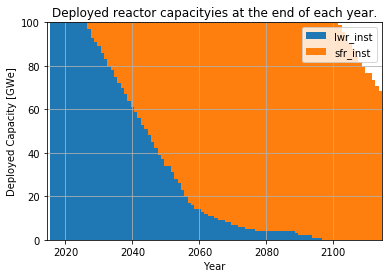 Deployed reactor capacityies at the end of each year.
lwr_inst
sfr_inst
Deployed Capacity [GWe]
100
80
60
40
20
0
2020
2040
2060
2080
2100
Year